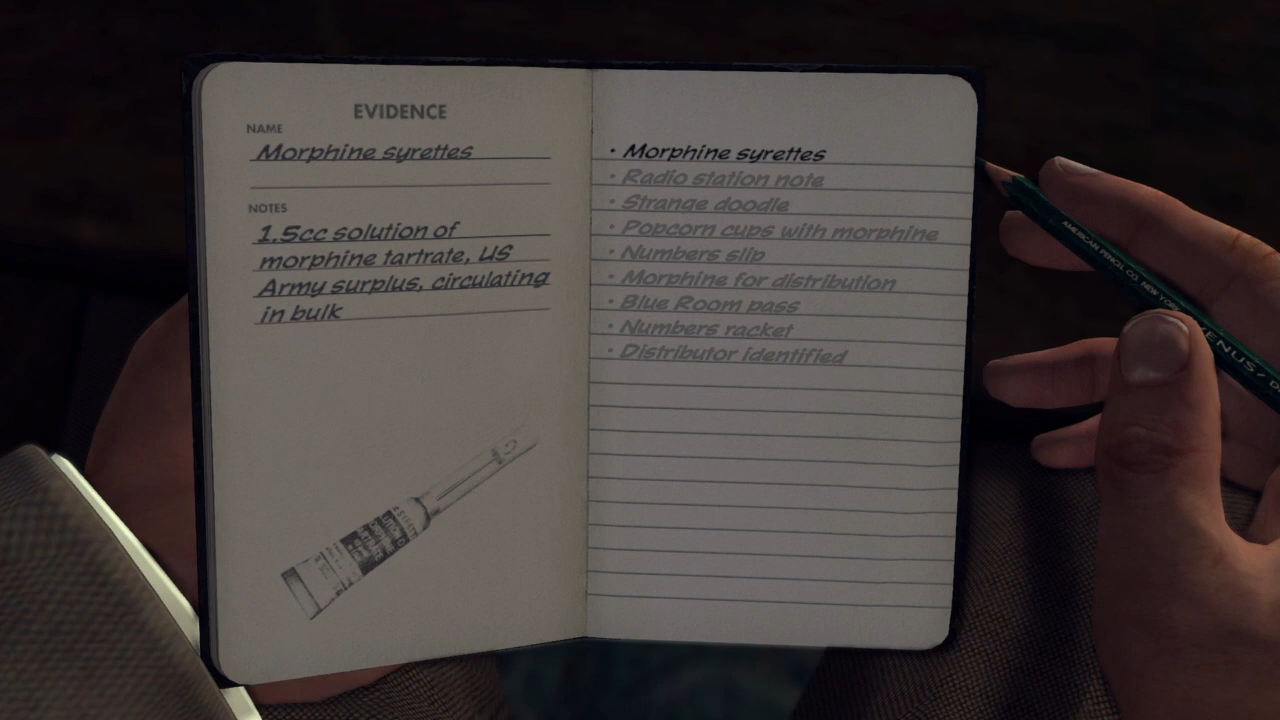 EVIDENCE
NAME
Morphine syrettes
NOTES
1.5cc solution of
morphine tartrate, US
Army surplus, circulating
in bulk
• Morphine syrettes
• Radio station note
• Strange doodle
• Popcorn cups with morphine
• Numbers slip
• Morphine for distribution
• Blue Room pass
• Numbers racket
• Distributor identified
AMERICAN PENCIL CO. NEW YORK
VENUS